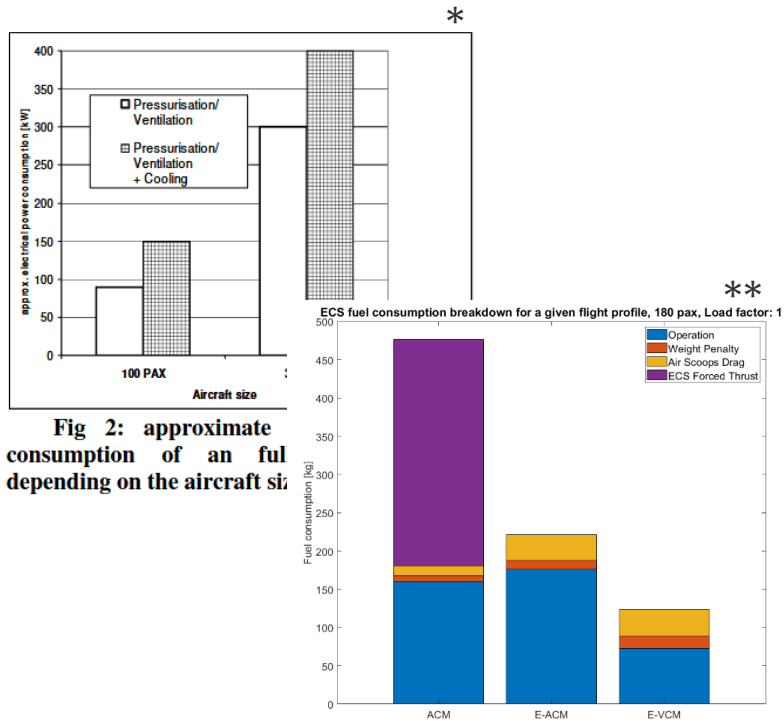 *
400
350
300
250
200
150
100
50
0
approx. electrical power consumption [kW]
Pressurisation/
Ventilation
Pressurisation/
Ventilation
+ Cooling
100 PAX
Aircraft size
Fig 2: approximate
consumption of an
depending on the aircraft
**
ECS fuel consumption breakdown for a given flight profile, 180 pax, Load factor: 1
500
450
400
350
300
250
200
150
100
50
0
Fuel consumption [kg]
Operation
Weight Penalty
Air Scoops Drag
ECS Forced Thrust
ACM
E-ACM
E-VCM